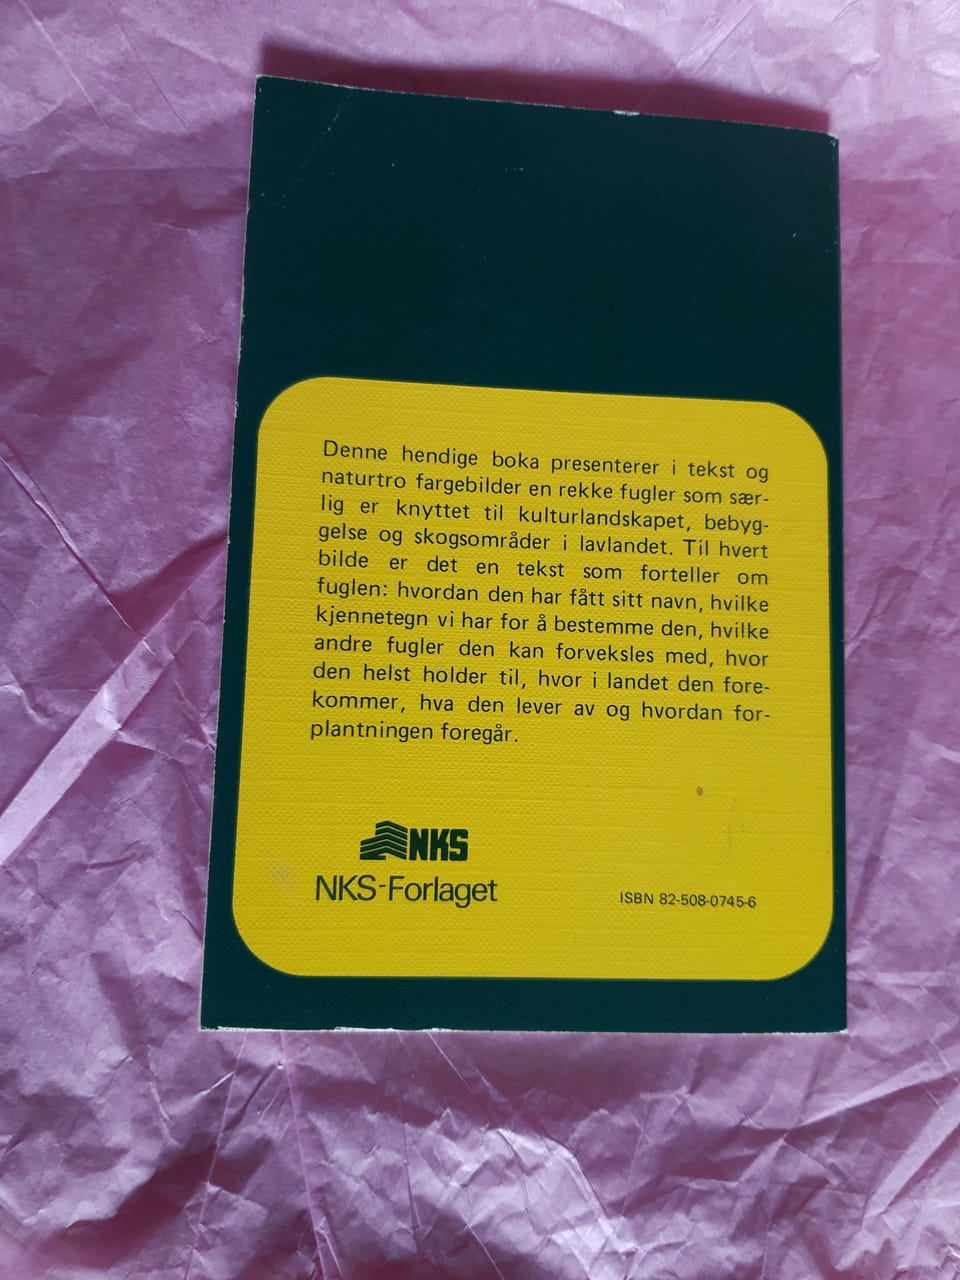 Denne hendige boka presenterer i tekst og
naturtro fargebilder en rekke fugler som sær-
lig er knyttet til kulturlandskapet, bebyg-
gelse og skogsområder i lavlandet. Til hvert
bilde er det en tekst som forteller om
fuglen: hvordan den har fått sitt navn, hvilke
kjennetegn vi har for å bestemme den, hvilke
andre fugler den kan forveksles med, hvor
den helst holder til, hvor i landet den fore-
kommer, hva den lever av og hvordan for-
plantningen foregår.
NKS
NKS-Forlaget
ISBN 82-508-0745-6